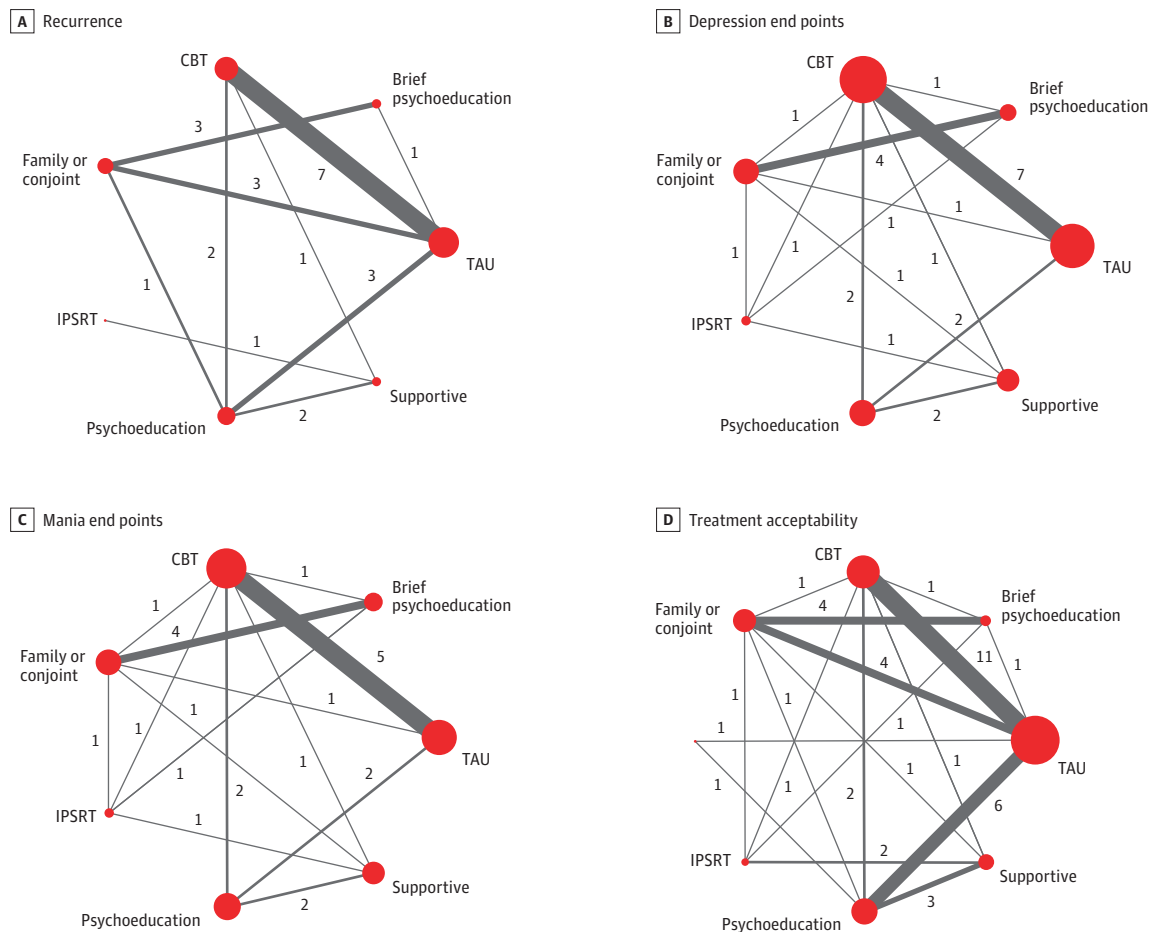 A Recurrence
CBT
Brief
psychoeducation
Family or
conjoint
TAU
IPSRT
Supportive
Psychoeducation
3
1
7
3
2
1
3
1
1
2
B Depression end points
CBT
Brief
psychoeducation
Family or
conjoint
TAU
IPSRT
Supportive
Psychoeducation
1
1
4
7
1
1
1
1
1
1
2
2
1
2
C Mania end points
CBT
Brief
psychoeducation
Family or
conjoint
TAU
IPSRT
Supportive
Psychoeducation
1
1
4
5
1
1
1
1
1
1
2
2
1
2
D Treatment acceptability
CBT
Brief
psychoeducation
Family or
conjoint
TAU
IPSRT
Supportive
Psychoeducation
1
1
4
11
1
4
1
1
1
1
1
1
1
1
2
6
2
3